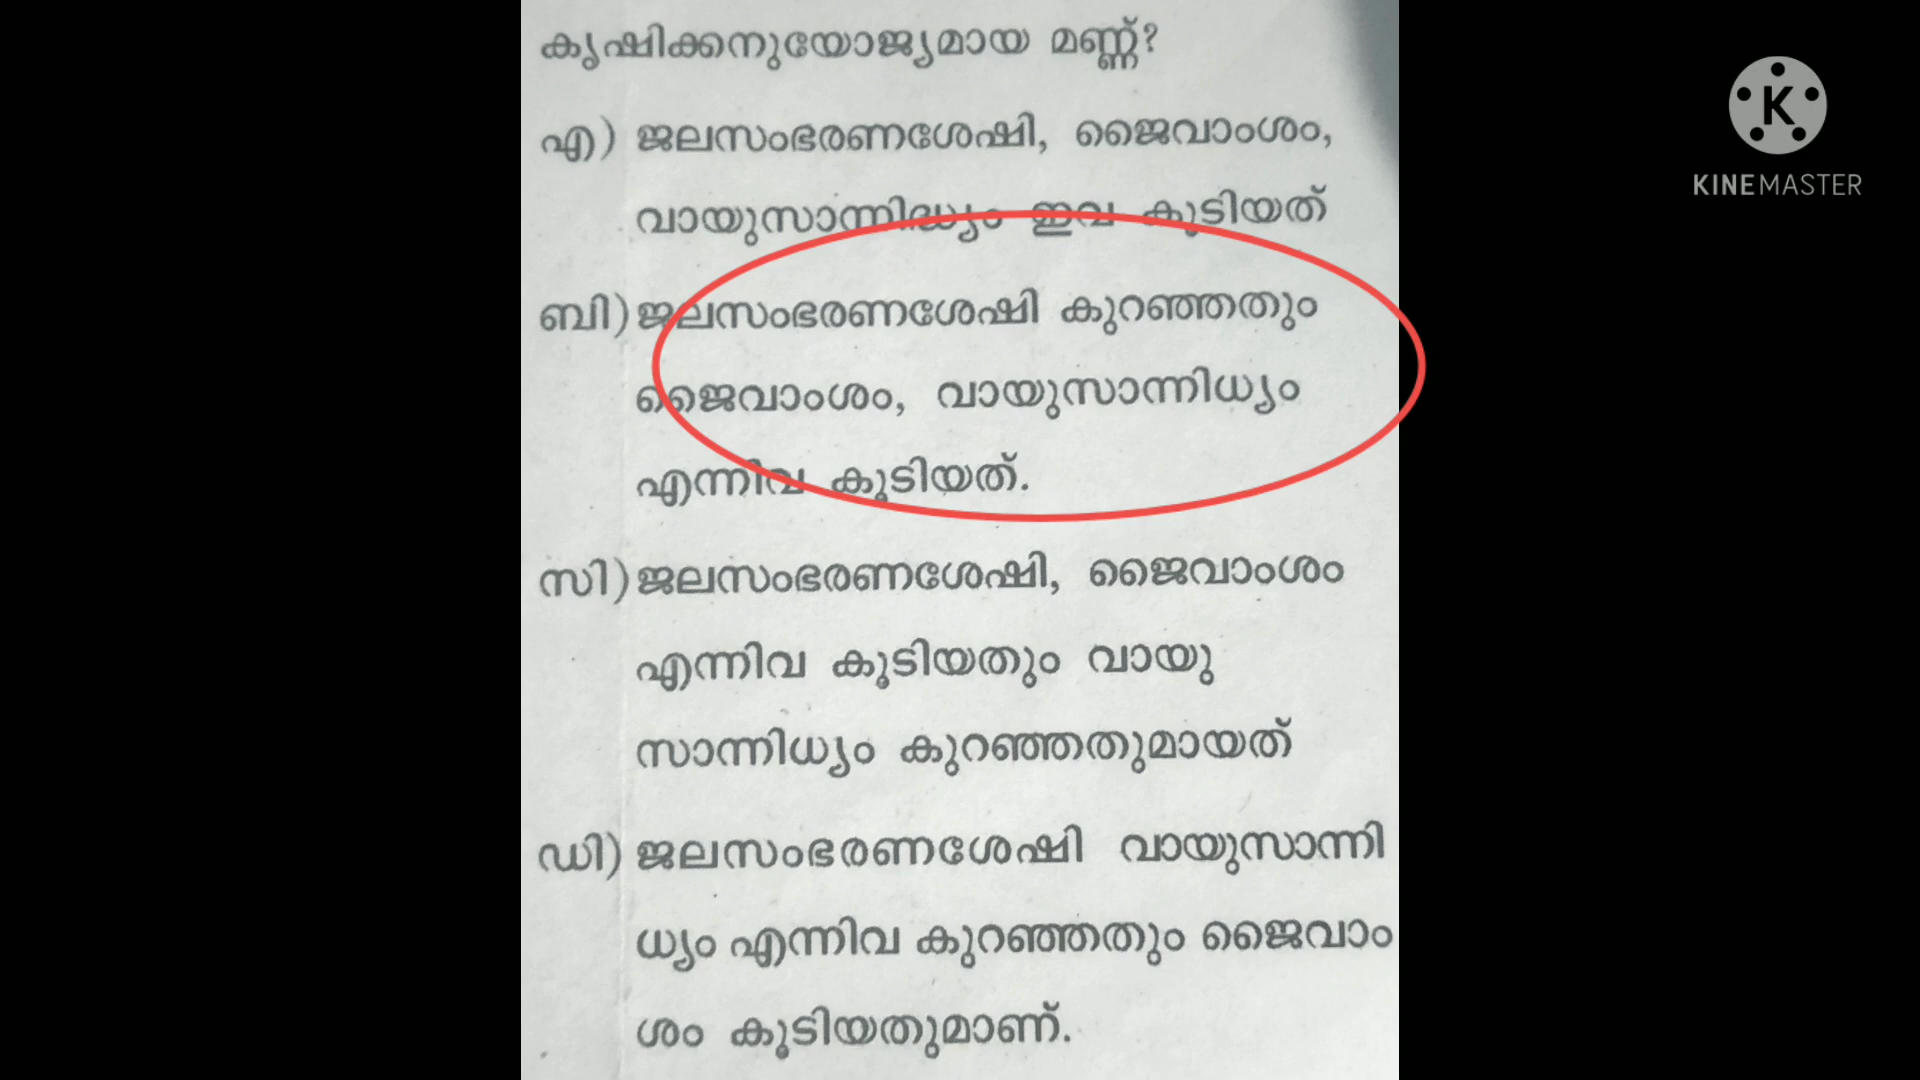 കൃഷിക്കനുയോജ്യമായ മണ്ണ്?
എ) ജലസംഭരണശേഷി, ജൈവാംശം,
വായുസാന്നിദ്ധ്യം ഇവ കൂടിയത്
ബി) ജലസംഭരണശേഷി കുറഞ്ഞതും
ജൈവാംശം, വായുസാന്നിധ്യം
എന്നിവ കൂടിയത്.
സി) ജലസംഭരണശേഷി, ജൈവാംശം
എന്നിവ കൂടിയതും വായു
സാന്നിധ്യം കുറഞ്ഞതുമായത്
ഡി) ജലസംഭരണശേഷി വായുസാന്നി
ധ്യം എന്നിവ കുറഞ്ഞതും ജൈവാം
ശം കൂടിയതുമാണ്.
K
KINEMASTER